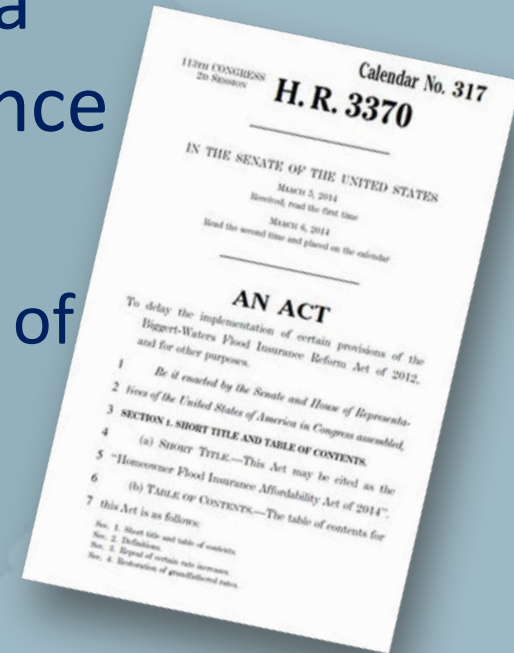 a
nce
of
113TH CONGRESS
2D SESSION
Calendar No. 317
H. R. 3370
IN THE SENATE OF THE UNITED STATES
MARCH 5, 2014
Received; read the first time
MARCH 6, 2014
Read the second time and placed on the calendar
AN ACT
To delay the implementation of certain provisions of the
Biggert-Waters Flood Insurance Reform Act of 2012,
and for other purposes.
1 Be it enacted by the Senate and House of Representa-
2 tives of the United States of America in Congress assembled,
3 SECTION 1. SHORT TITLE AND TABLE OF CONTENTS.
4 (a) SHORT TITLE.—This Act may be cited as the
5 “Homeowner Flood Insurance Affordability Act of 2014”.
6 (b) TABLE OF CONTENTS.—The table of contents for
7 this Act is as follows:
Sec. 1. Short title and table of contents.
Sec. 2. Definitions.
Sec. 3. Repeal of certain rate increases.
Sec. 4. Restoration of grandfathered rates.